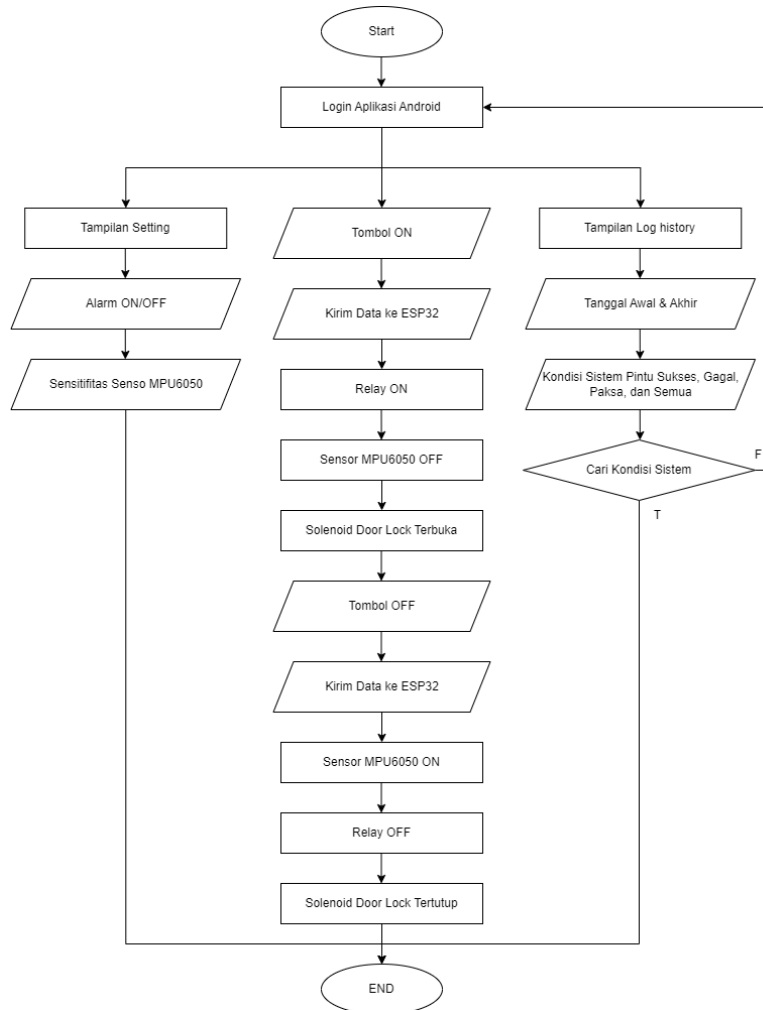 Start
Login Aplikasi Android
Tampilan Setting
Alarm ON/OFF
Sensitifitas Senso MPU6050
Tombol ON
Kirim Data ke ESP32
Relay ON
Sensor MPU6050 OFF
Solenoid Door Lock Terbuka
Tombol OFF
Kirim Data ke ESP32
Sensor MPU6050 ON
Relay OFF
Solenoid Door Lock Tertutup
Tampilan Log history
Tanggal Awal & Akhir
Kondisi Sistem Pintu Sukses, Gagal,
Paksa, dan Semua
Cari Kondisi Sistem
F
T
END